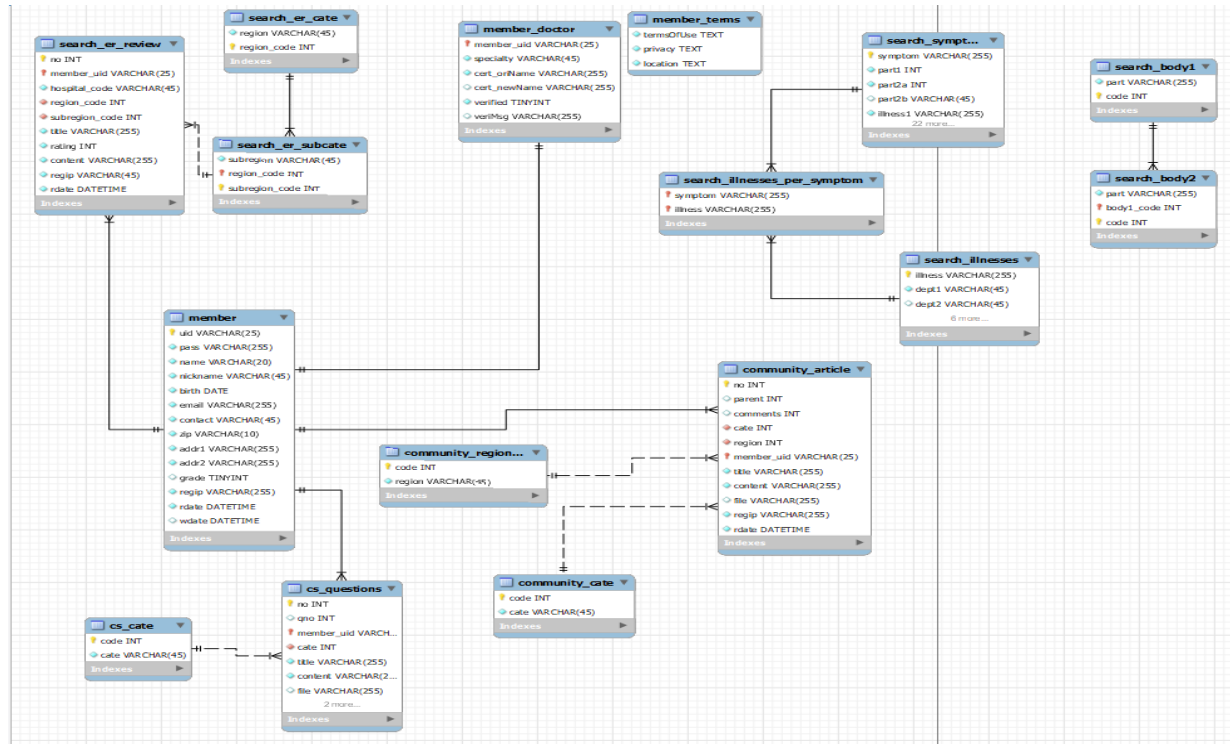 search_er_cate
region VARCHAR(45)
region_code INT
Indexes
search_er_review
no INT
member_uid VARCHAR(25)
hospital_code VARCHAR(45)
region_code INT
subregion_code INT
title VARCHAR(255)
rating INT
content VARCHAR(255)
regip VARCHAR(45)
rdate DATETIME
Indexes
search_er_subcate
subregion VARCHAR(45)
region_code INT
subregion_code INT
Indexes
member_doctor
member_uid VARCHAR(25)
specialty VARCHAR(45)
cert_oriName VARCHAR(255)
cert_newName VARCHAR(255)
verified TINYINT
veriMsg VARCHAR(255)
Indexes
member_terms
termsOfUse TEXT
privacy TEXT
location TEXT
Indexes
search_sympt...
symptom VARCHAR(255)
part1 INT
part2a INT
part2b VARCHAR(45)
illness1 VARCHAR(255)
22 more...
Indexes
search_body1
part VARCHAR(255)
code INT
Indexes
search_body2
part VARCHAR(255)
body1_code INT
code INT
Indexes
search_illnesses_per_symptom
symptom VARCHAR(255)
illness VARCHAR(255)
Indexes
search_illnesses
illness VARCHAR(255)
dept1 VARCHAR(45)
dept2 VARCHAR(45)
6 more...
Indexes
member
uid VARCHAR(25)
pass VARCHAR(255)
name VARCHAR(20)
nickname VARCHAR(45)
birth DATE
email VARCHAR(255)
contact VARCHAR(45)
zip VARCHAR(10)
addr1 VARCHAR(255)
addr2 VARCHAR(255)
grade TINYINT
regip VARCHAR(255)
rdate DATETIME
wdate DATETIME
Indexes
community_article
no INT
parent INT
comments INT
cate INT
region INT
member_uid VARCHAR(25)
title VARCHAR(255)
content VARCHAR(255)
file VARCHAR(255)
regip VARCHAR(255)
rdate DATETIME
Indexes
community_region...
code INT
region VARCHAR(45)
Indexes
community_cate
code INT
cate VARCHAR(45)
Indexes
cs_questions
no INT
qno INT
member_uid VARCH...
cate INT
title VARCHAR(255)
content VARCHAR(2...
file VARCHAR(255)
2 more...
Indexes
cs_cate
code INT
cate VARCHAR(45)
Indexes